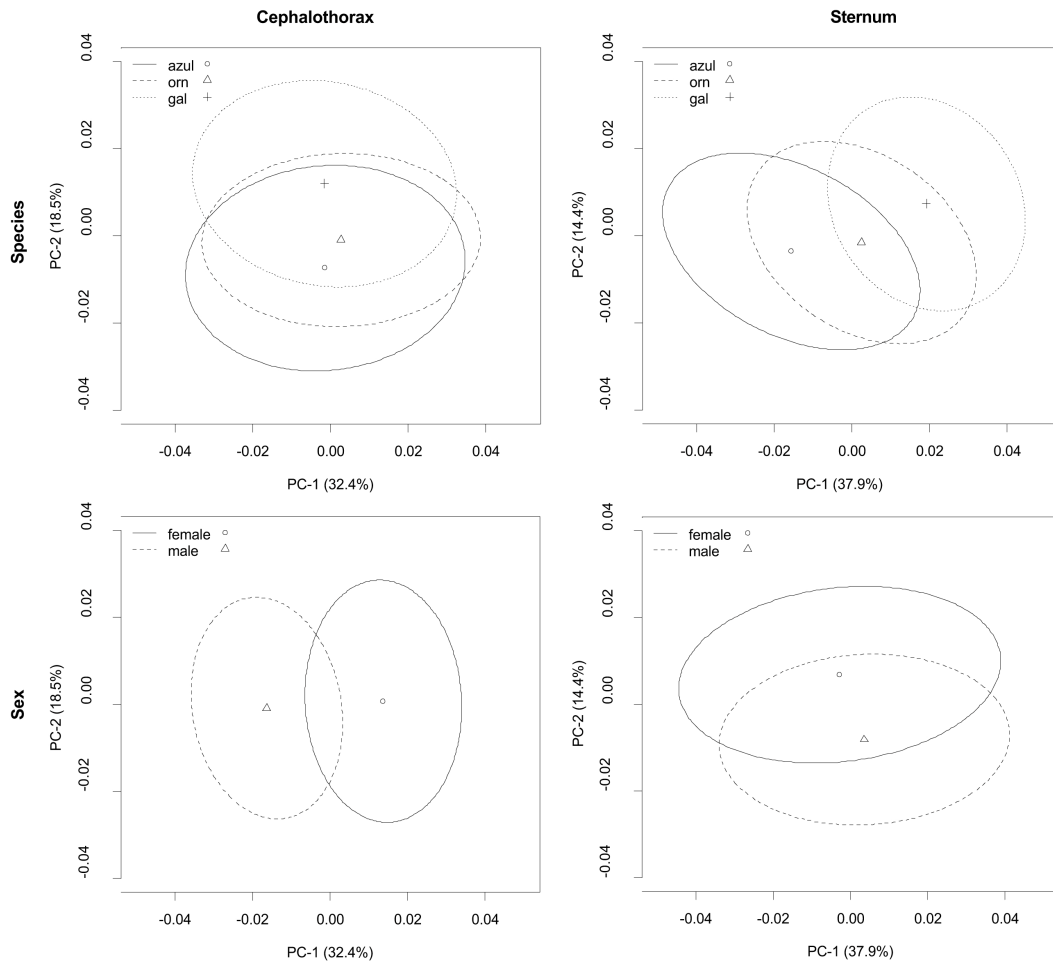 Cephalothorax
Sternum
Species
azul
orn
gal
PC-2 (18.5%)
0.04
0.02
0.00
-0.02
-0.04
-0.04 -0.02 0.00 0.02 0.04
PC-1 (32.4%)
azul
orn
gal
PC-2 (14.4%)
0.04
0.02
0.00
-0.02
-0.04
-0.04 -0.02 0.00 0.02 0.04
PC-1 (37.9%)
Sex
female
male
PC-2 (18.5%)
0.04
0.02
0.00
-0.02
-0.04
-0.04 -0.02 0.00 0.02 0.04
PC-1 (32.4%)
female
male
PC-2 (14.4%)
0.04
0.02
0.00
-0.02
-0.04
-0.04 -0.02 0.00 0.02 0.04
PC-1 (37.9%)